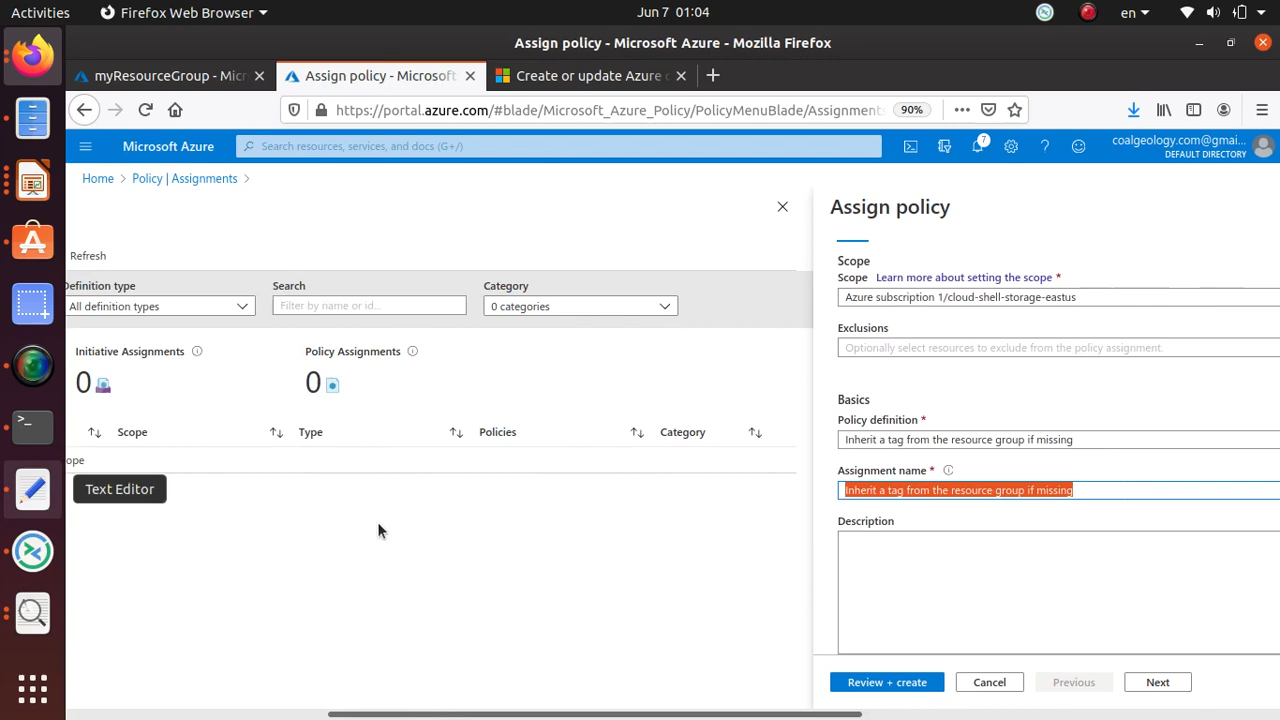 Activities
Firefox Web Browser
Jun 7 01:04
en
Assign policy - Microsoft Azure - Mozilla Firefox
myResourceGroup - Micr
Assign policy - Microsoft
Create or update Azure c
https://portal.azure.com/#blade/Microsoft_Azure_Policy/PolicyMenuBlade/Assignment
90%
Microsoft Azure
Search resources, services, and docs (G+/)
7
coalgeology.com@gmai...
DEFAULT DIRECTORY
Home > Policy | Assignments >
Refresh
Definition type
Search
Category
All definition types
Filter by name or id...
0 categories
Initiative Assignments
Policy Assignments
0
0
Scope
Type
Policies
Category
ope
Text Editor
Assign policy
Scope
Scope Learn more about setting the scope *
Azure subscription 1/cloud-shell-storage-eastus
Exclusions
Optionally select resources to exclude from the policy assignment.
Basics
Policy definition *
Inherit a tag from the resource group if missing
Assignment name *
Inherit a tag from the resource group if missing
Description
Review + create
Cancel
Previous
Next